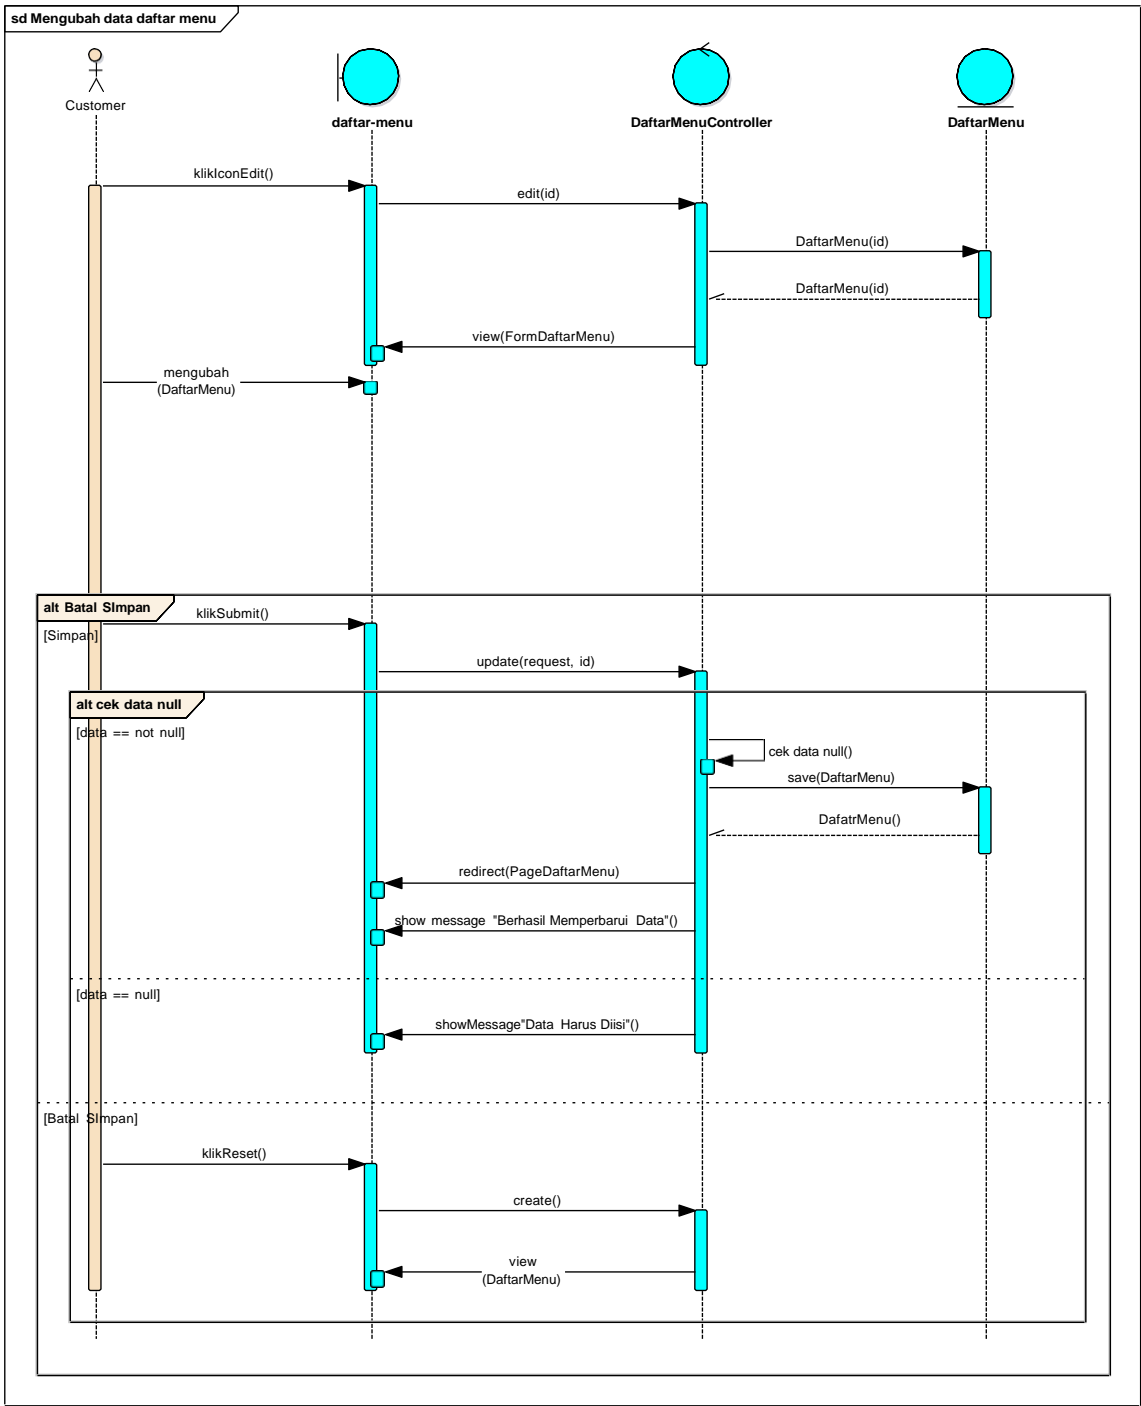 sd Mengubah data daftar menu
Customer
daftar-menu
DaftarMenuController
DaftarMenu
klikIconEdit()
edit(id)
DaftarMenu(id)
DaftarMenu(id)
view(FormDaftarMenu)
mengubah
(DaftarMenu)
alt Batal SImpan
klikSubmit()
[Simpan]
update(request, id)
alt cek data null
[data == not null]
cek data null()
save(DaftarMenu)
DafatrMenu()
redirect(PageDaftarMenu)
show message "Berhasil Memperbarui Data"()
[data == null]
showMessage"Data Harus Diisi"()
[Batal SImpan]
klikReset()
create()
view
(DaftarMenu)